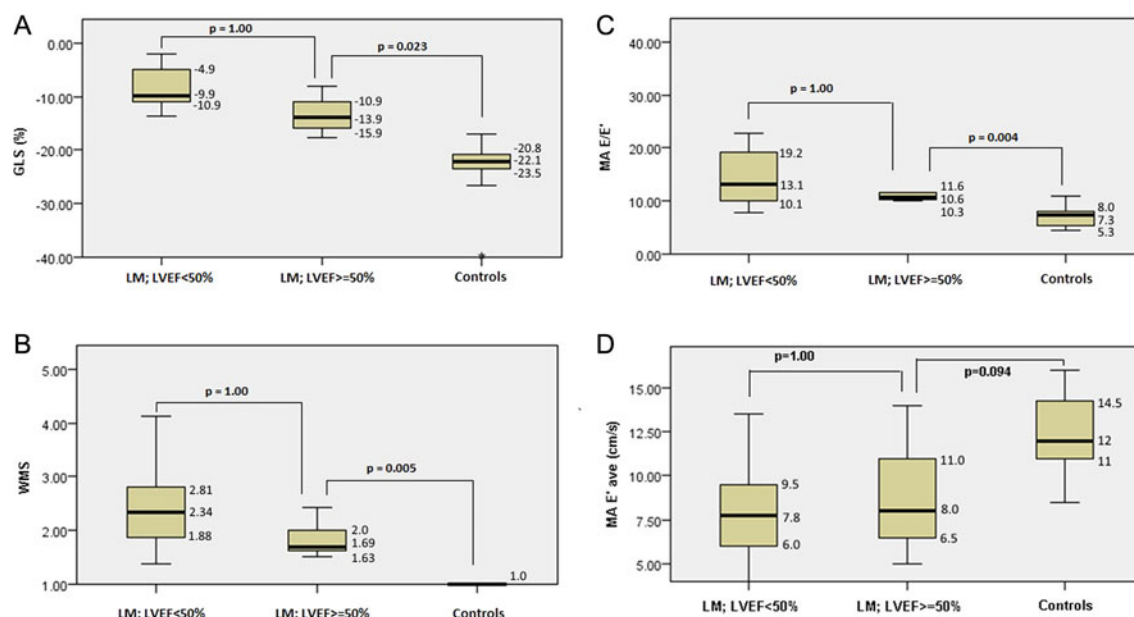 A
p = 1.00
p = 0.023
0.00
-10.00
-20.00
-30.00
-40.00
GLS (%)
-4.9
-9.9
-10.9
-10.9
-13.9
-15.9
-20.8
-22.1
-23.5
*
LM; LVEF<50%
LM; LVEF>=50%
Controls
C
p = 1.00
p = 0.004
40.00
30.00
20.00
10.00
0.00
MA E/E'
19.2
13.1
10.1
11.6
10.6
10.3
8.0
7.3
5.3
LM; LVEF<50%
LM; LVEF>=50%
Controls
B
p = 1.00
p = 0.005
5.00
4.00
3.00
2.00
1.00
WMS
2.81
2.34
1.88
2.0
1.69
1.63
1.0
LM; LVEF<50%
LM; LVEF>=50%
Controls
D
p=1.00
p=0.094
15.00
12.50
10.00
7.50
5.00
MA E' ave (cm/s)
9.5
7.8
6.0
11.0
8.0
6.5
14.5
12
11
LM; LVEF<50%
LM; LVEF>=50%
Controls